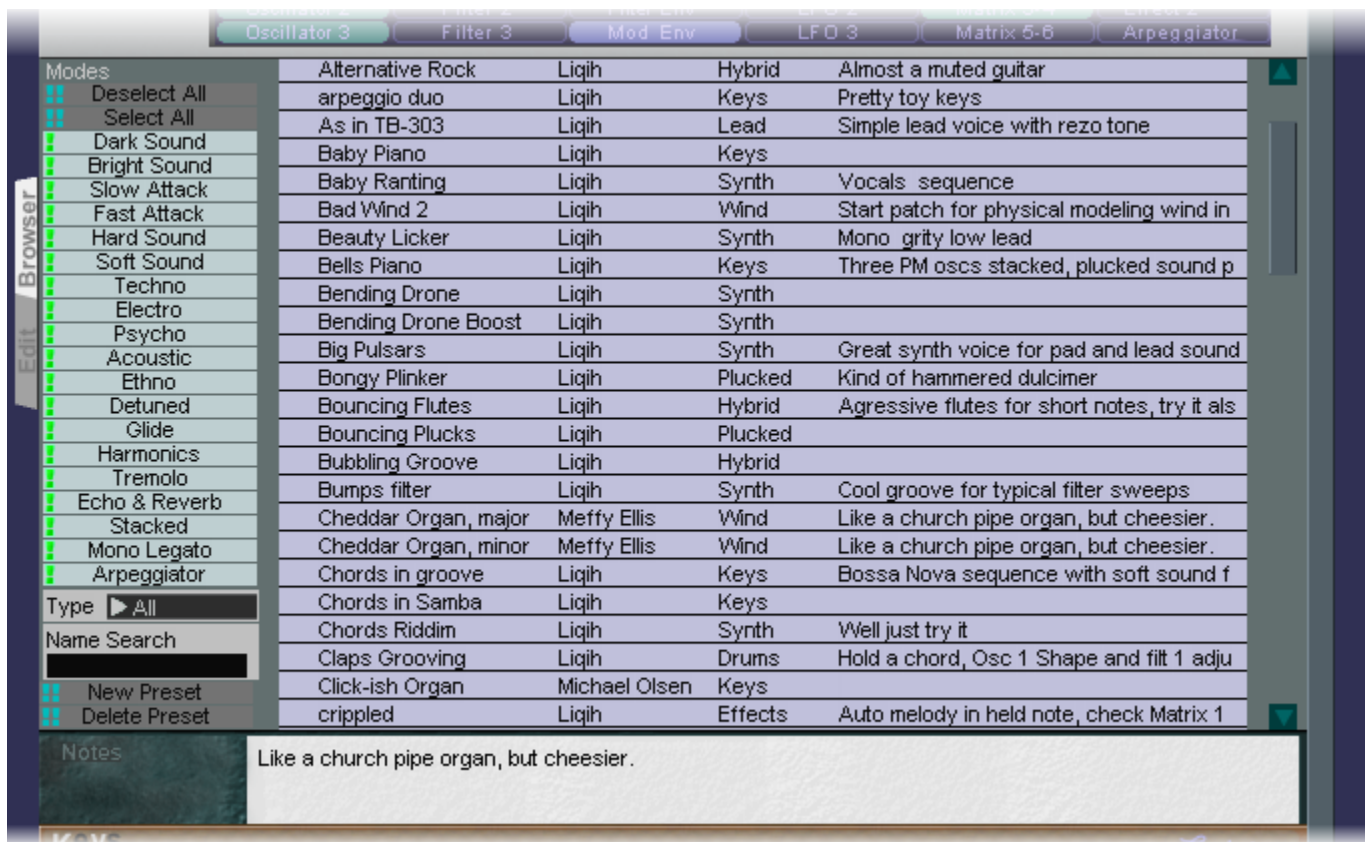 Oscillator 2 Filter 2 Filter Env LFO 2 Matrix 3-4 Effect 2
Oscillator 3 Filter 3 Mod Env LFO 3 Matrix 5-6 Arpeggiator
Browser
Edit
Modes
Deselect All
Select All
Dark Sound
Bright Sound
Slow Attack
Fast Attack
Hard Sound
Soft Sound
Techno
Electro
Psycho
Acoustic
Ethno
Detuned
Glide
Harmonics
Tremolo
Echo & Reverb
Stacked
Mono Legato
Arpeggiator
Type All
Name Search
New Preset
Delete Preset
Alternative Rock Liqih Hybrid Almost a muted guitar
arpeggio duo Liqih Keys Pretty toy keys
As in TB-303 Liqih Lead Simple lead voice with rezo tone
Baby Piano Liqih Keys
Baby Ranting Liqih Synth Vocals sequence
Bad Wind 2 Liqih Wind Start patch for physical modeling wind in
Beauty Licker Liqih Synth Mono grity low lead
Bells Piano Liqih Keys Three PM oscs stacked, plucked sound p
Bending Drone Liqih Synth
Bending Drone Boost Liqih Synth
Big Pulsars Liqih Synth Great synth voice for pad and lead sound
Bongy Plinker Liqih Plucked Kind of hammered dulcimer
Bouncing Flutes Liqih Hybrid Agressive flutes for short notes, try it als
Bouncing Plucks Liqih Plucked
Bubbling Groove Liqih Hybrid
Bumps filter Liqih Synth Cool groove for typical filter sweeps
Cheddar Organ, major Meffy Ellis Wind Like a church pipe organ, but cheesier.
Cheddar Organ, minor Meffy Ellis Wind Like a church pipe organ, but cheesier.
Chords in groove Liqih Keys Bossa Nova sequence with soft sound f
Chords in Samba Liqih Keys
Chords Riddim Liqih Synth Well just try it
Claps Grooving Liqih Drums Hold a chord, Osc 1 Shape and filt 1 adju
Click-ish Organ Michael Olsen Keys
crippled Liqih Effects Auto melody in held note, check Matrix 1
Notes
Like a church pipe organ, but cheesier.